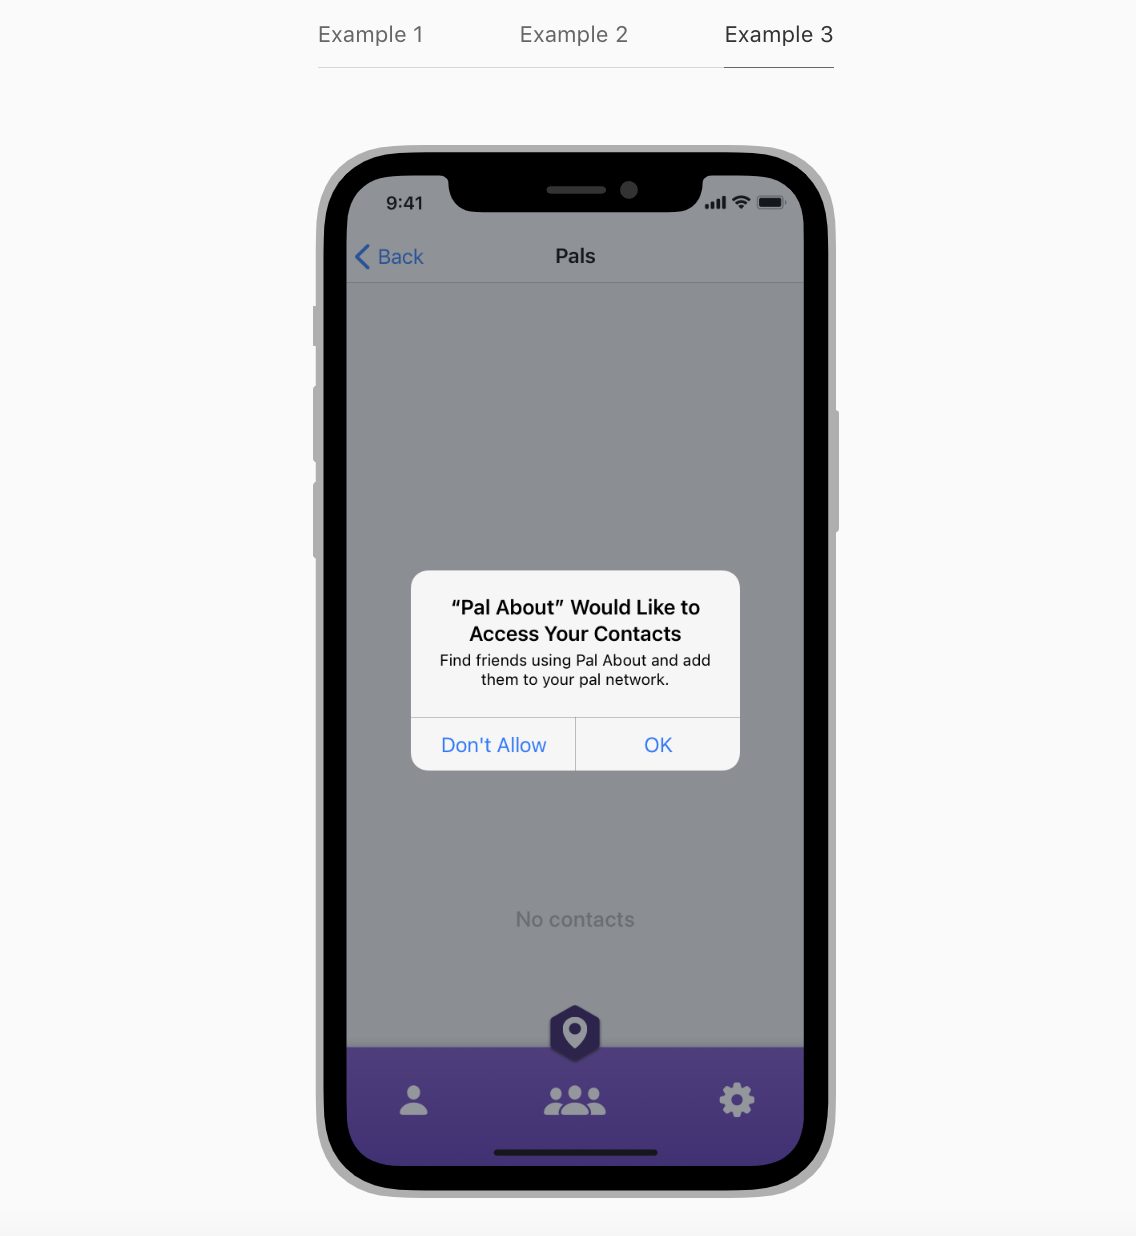 Example 1
Example 2
Example 3
9:41
Back
Pals
“Pal About” Would Like to
Access Your Contacts
Find friends using Pal About and add
them to your pal network.
Don't Allow
OK
No contacts